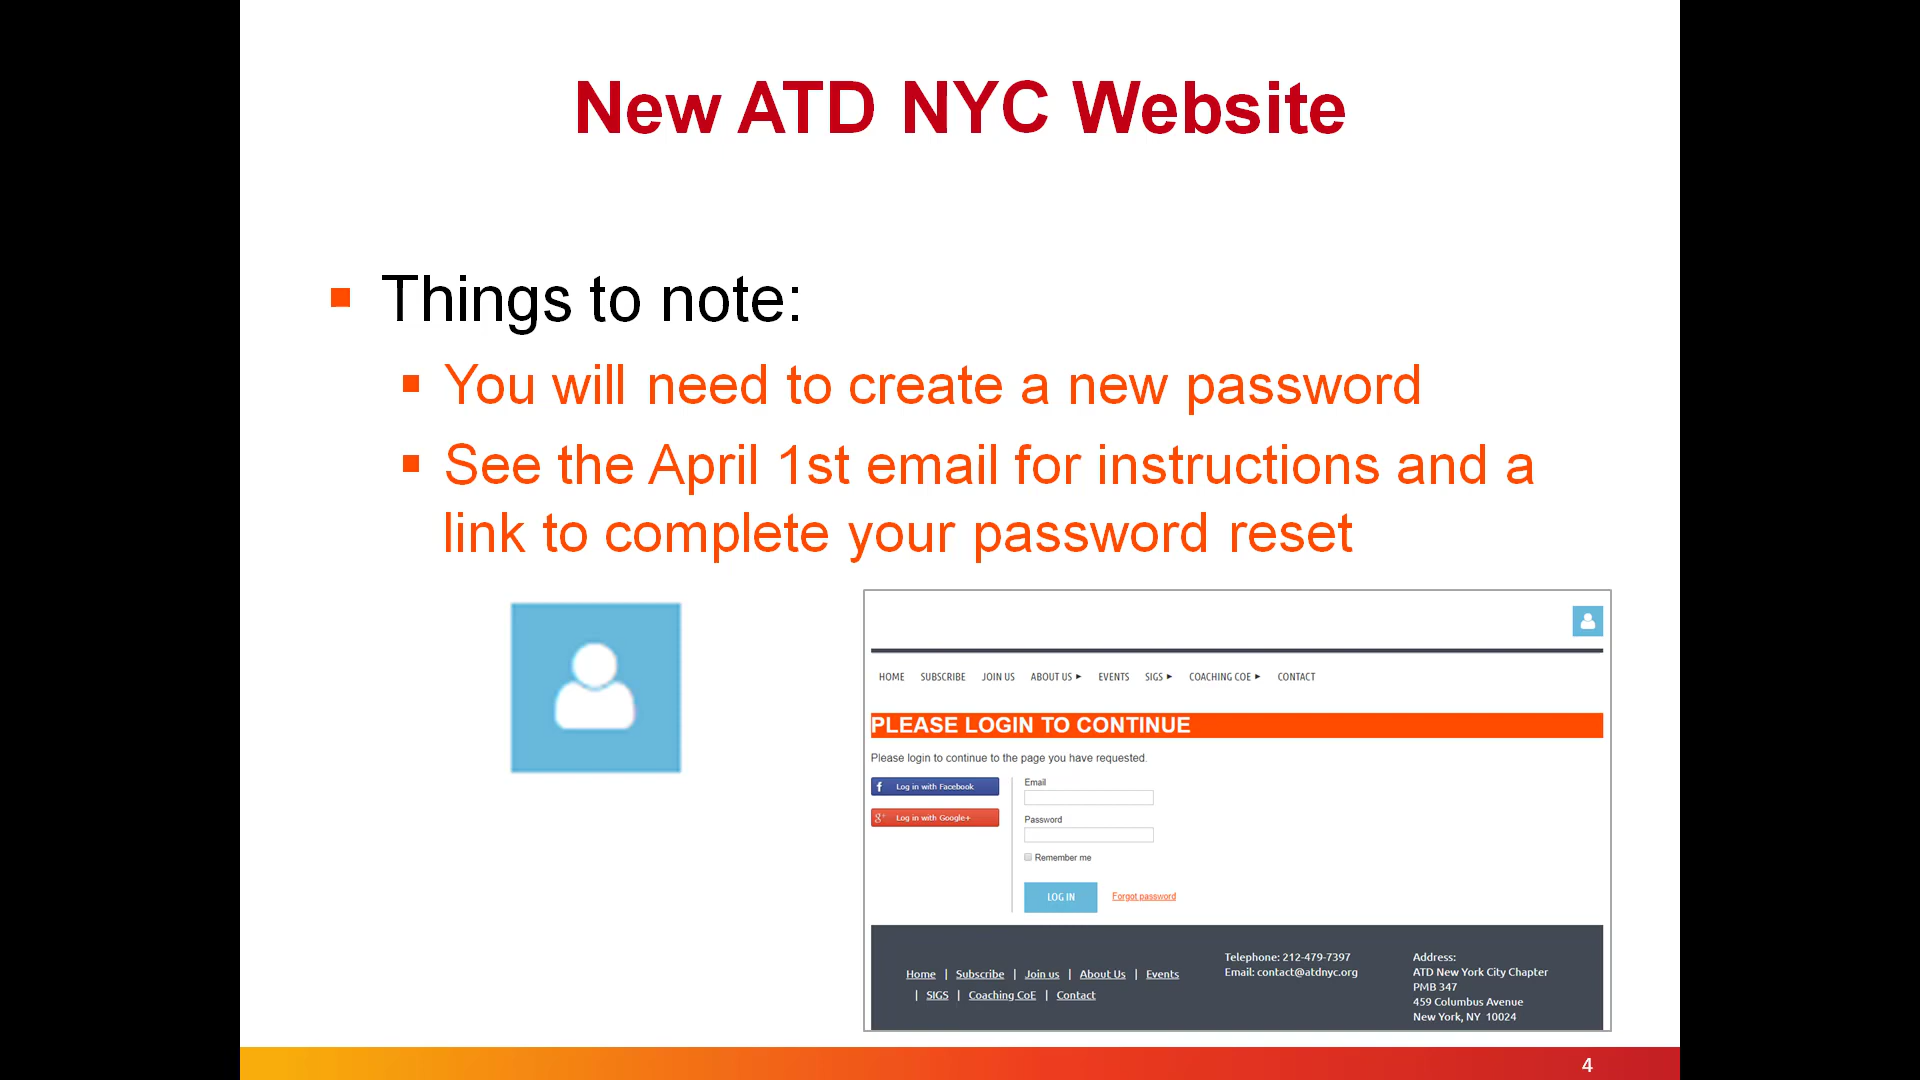 New ATD NYC Website
Things to note:
You will need to create a new password
See the April 1st email for instructions and a
link to complete your password reset
HOME SUBSCRIBE JOIN US ABOUT US ► EVENTS SIGS ► COACHING COE ► CONTACT
PLEASE LOGIN TO CONTINUE
Please login to continue to the page you have requested.
f Log in with Facebook
g+ Log in with Google+
Email
Password
Remember me
LOG IN Forgot password
Home | Subscribe | Join us | About Us | Events
| SIGS | Coaching CoE | Contact
Telephone: 212-479-7397
Email: contact@atdnyc.org
Address:
ATD New York City Chapter
PMB 347
459 Columbus Avenue
New York, NY 10024
4